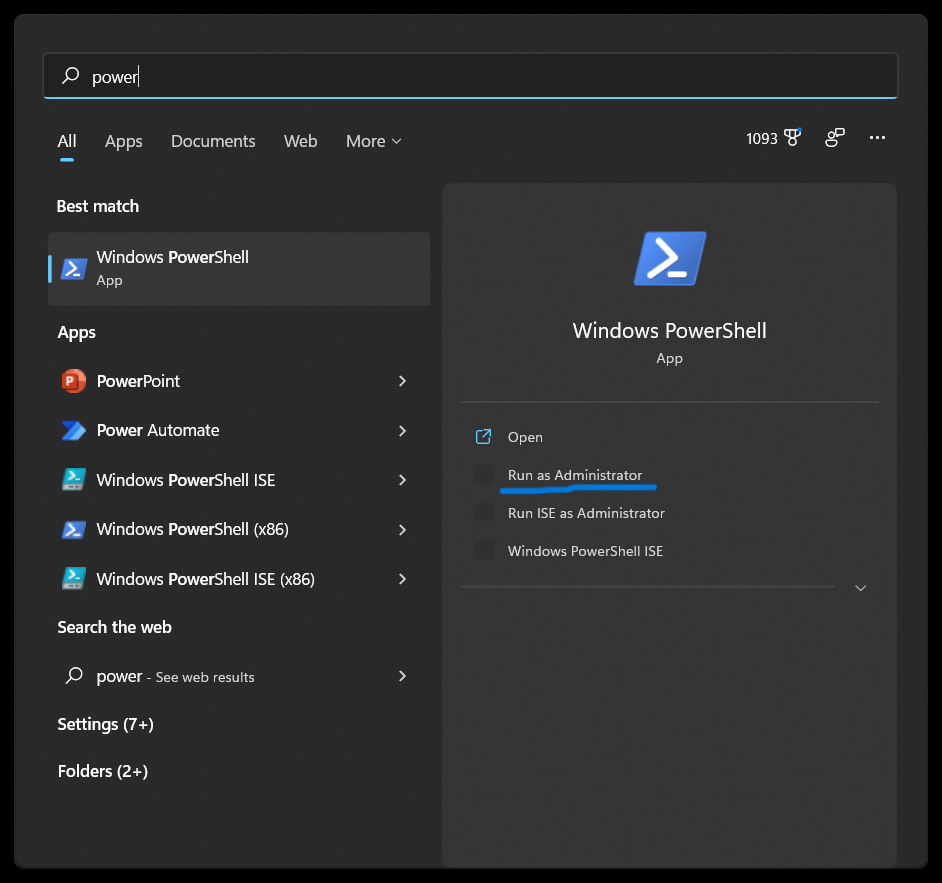 power
All Apps Documents Web More 1093
Best match
Windows PowerShell
App
Apps
PowerPoint
Power Automate
Windows PowerShell ISE
Windows PowerShell (x86)
Windows PowerShell ISE (x86)
Search the web
power - See web results
Settings (7+)
Folders (2+)
Windows PowerShell
App
Open
Run as Administrator
Run ISE as Administrator
Windows PowerShell ISE